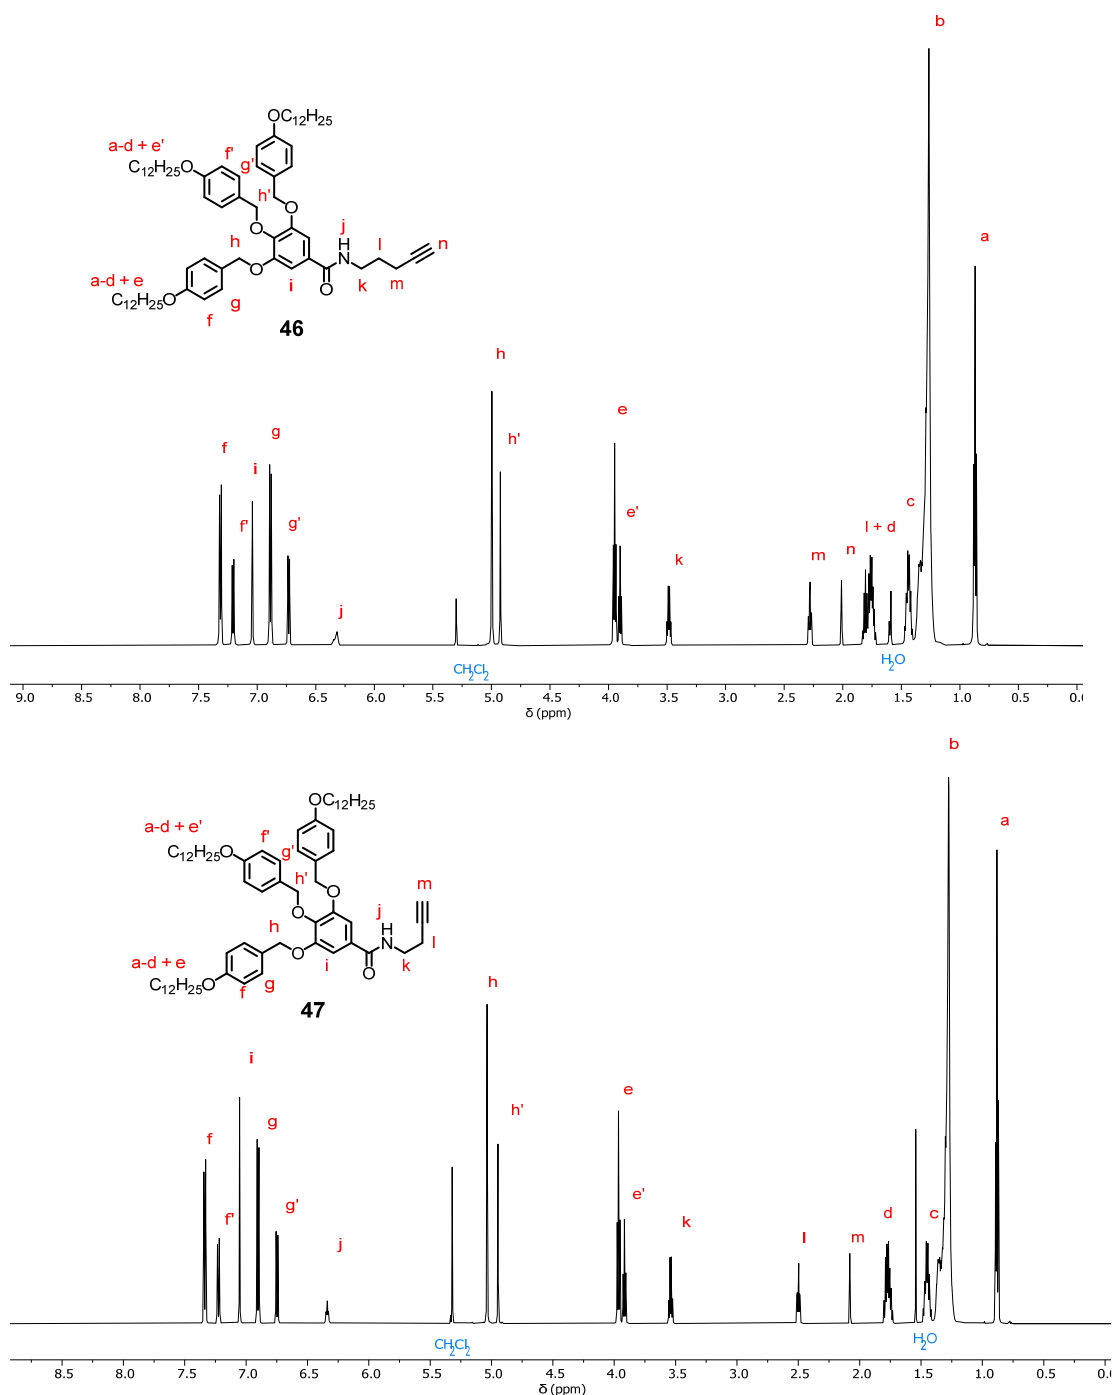 b
OC12H25
a-d + e'
f'
C12H25O
g'
a
h'
O
j
h
O
H
N
l
n
O
a-d + e
i
O
k
m
C12H25O
g
f
46
h
e
g
f
i
h'
c
e'
l + d
f'
g'
n
m
k
j
CH2Cl2
H2O
9.0 8.5 8.0 7.5 7.0 6.5 6.0 5.5 5.0 4.5 4.0 3.5 3.0 2.5 2.0 1.5 1.0 0.5 0.
δ (ppm)
b
OC12H25
a-d + e'
f'
a
C12H25O
g'
h'
m
O
j
h
O
H
N
l
O
a-d + e
i
O
k
C12H25O
g
f
47
h
i
e
g
f
h'
e'
g'
d
c
f'
k
l
m
j
CH2Cl2
H2O
8.5 8.0 7.5 7.0 6.5 6.0 5.5 5.0 4.5 4.0 3.5 3.0 2.5 2.0 1.5 1.0 0.5 0.0
δ (ppm)